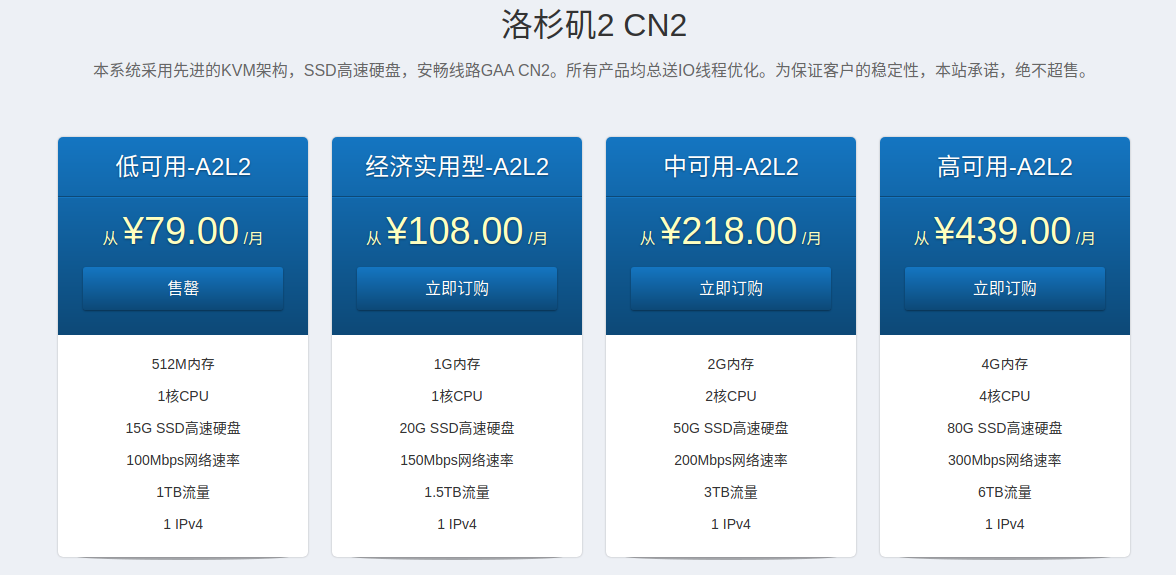 洛杉矶2 CN2
本系统采用先进的KVM架构，SSD高速硬盘，安畅线路GAA CN2。所有产品均总送IO线程优化。为保证客户的稳定性，本站承诺，绝不超售。
低可用-A2L2
从 ¥79.00 /月
售罄
512M内存
1核CPU
15G SSD高速硬盘
100Mbps网络速率
1TB流量
1 IPv4
经济实用型-A2L2
从 ¥108.00 /月
立即订购
1G内存
1核CPU
20G SSD高速硬盘
150Mbps网络速率
1.5TB流量
1 IPv4
中可用-A2L2
从 ¥218.00 /月
立即订购
2G内存
2核CPU
50G SSD高速硬盘
200Mbps网络速率
3TB流量
1 IPv4
高可用-A2L2
从 ¥439.00 /月
立即订购
4G内存
4核CPU
80G SSD高速硬盘
300Mbps网络速率
6TB流量
1 IPv4